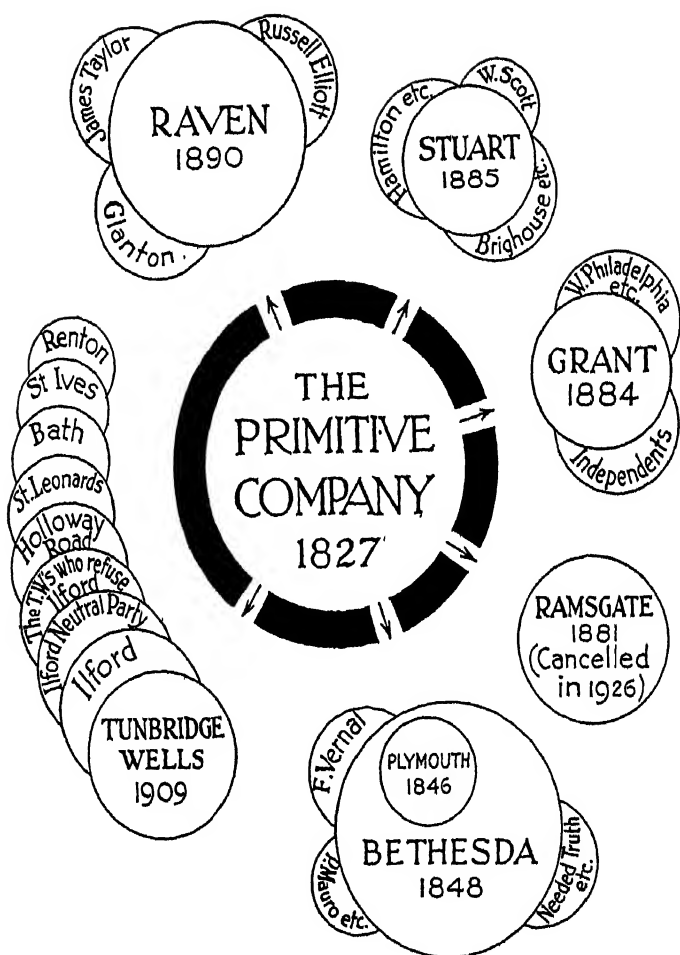 James Taylor
Russell Elliott
RAVEN
1890
Glanton.
Hamilton etc.
W. Scott
STUART
1885
Brighouse etc.
W. Philadelphia
etc.
GRANT
1884
Independents
THE
PRIMITIVE
COMPANY
1827
Renton
St Ives
Bath
St. Leonards
Holloway
Road
The T.W's who refuse
Ilford
Ilford Neutral Party
Ilford
TUNBRIDGE
WELLS
1909
RAMSGATE
1881
(Cancelled
in 1926)
F. Vernal
PLYMOUTH
1846
BETHESDA
1848
P. Mauro etc.
Needed Truth
etc.